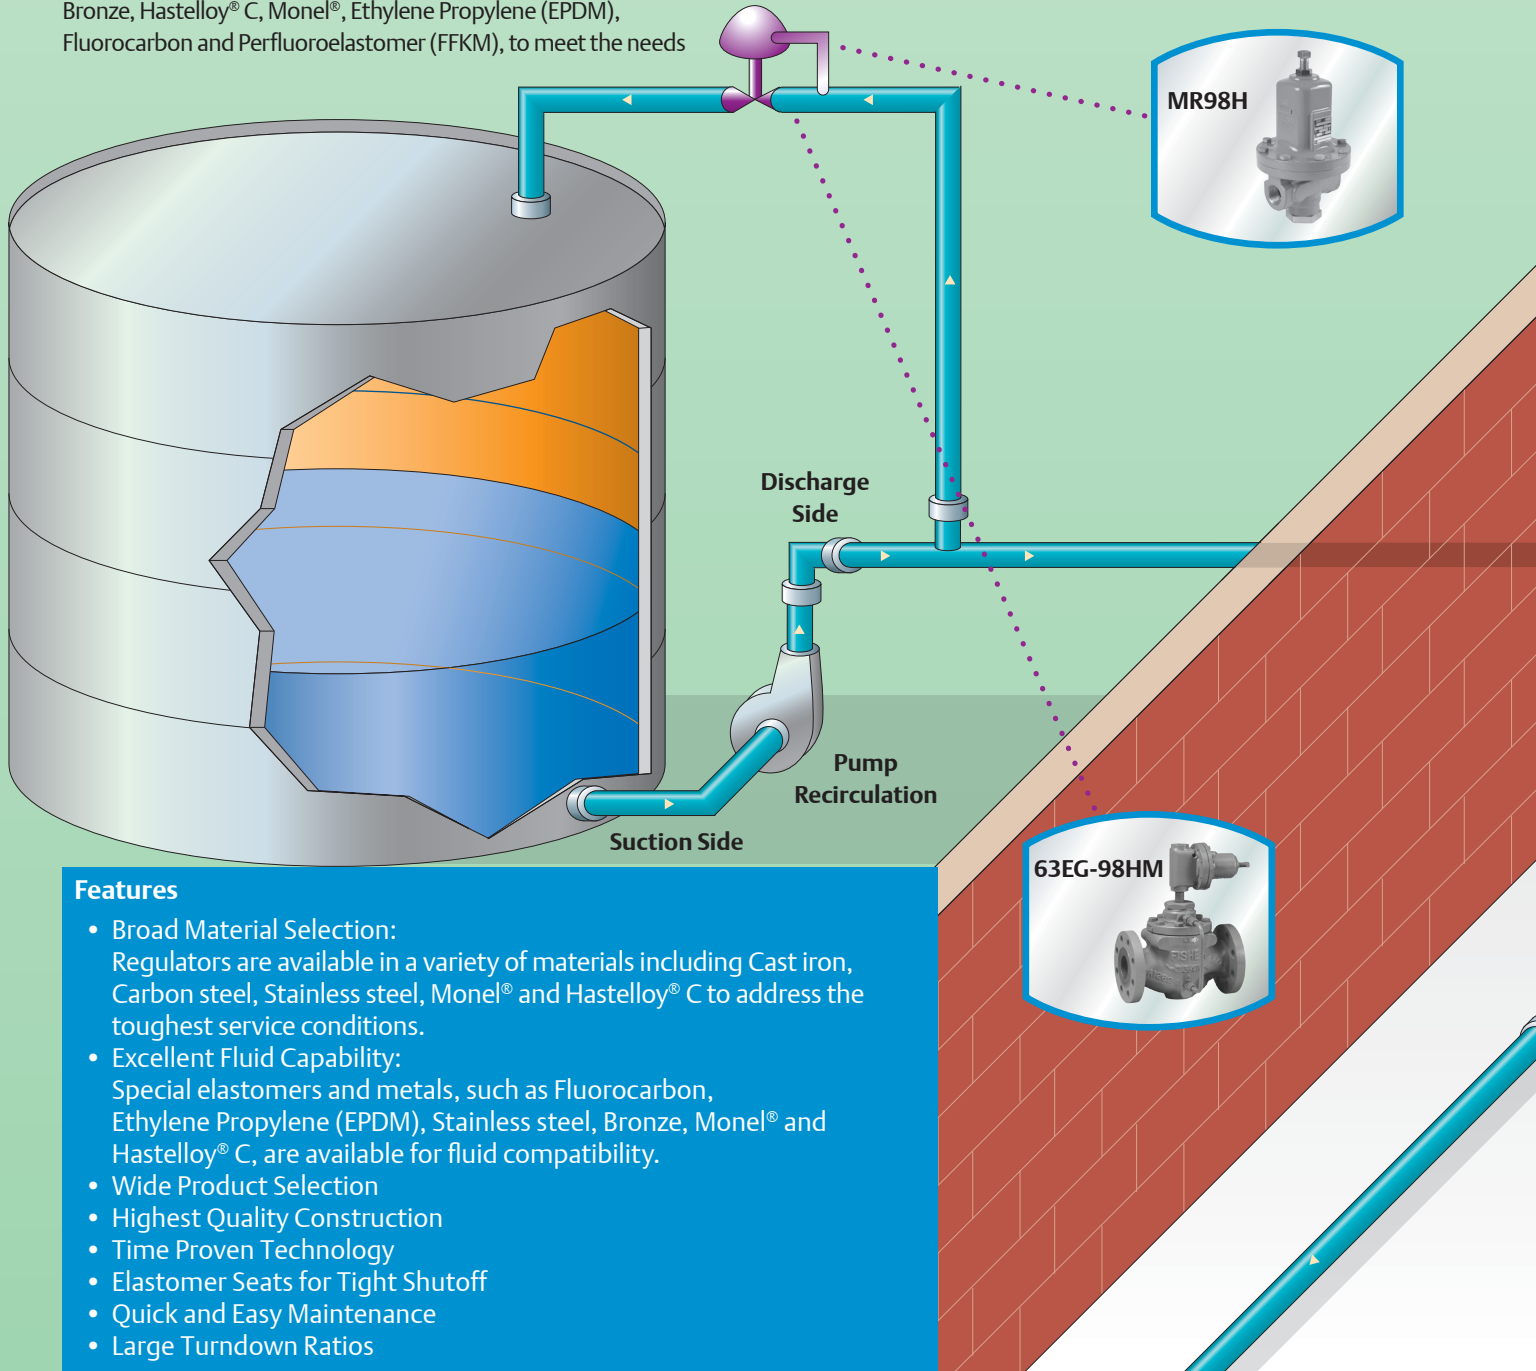 Bronze, Hastelloy® C, Monel®, Ethylene Propylene (EPDM),
Fluorocarbon and Perfluoroelastomer (FFKM), to meet the needs
MR98H
Discharge
Side
Pump
Recirculation
Suction Side
63EG-98HM
FISHE
Features
• Broad Material Selection:
Regulators are available in a variety of materials including Cast iron,
Carbon steel, Stainless steel, Monel® and Hastelloy® C to address the
toughest service conditions.
• Excellent Fluid Capability:
Special elastomers and metals, such as Fluorocarbon,
Ethylene Propylene (EPDM), Stainless steel, Bronze, Monel® and
Hastelloy® C, are available for fluid compatibility.
• Wide Product Selection
• Highest Quality Construction
• Time Proven Technology
• Elastomer Seats for Tight Shutoff
• Quick and Easy Maintenance
• Large Turndown Ratios